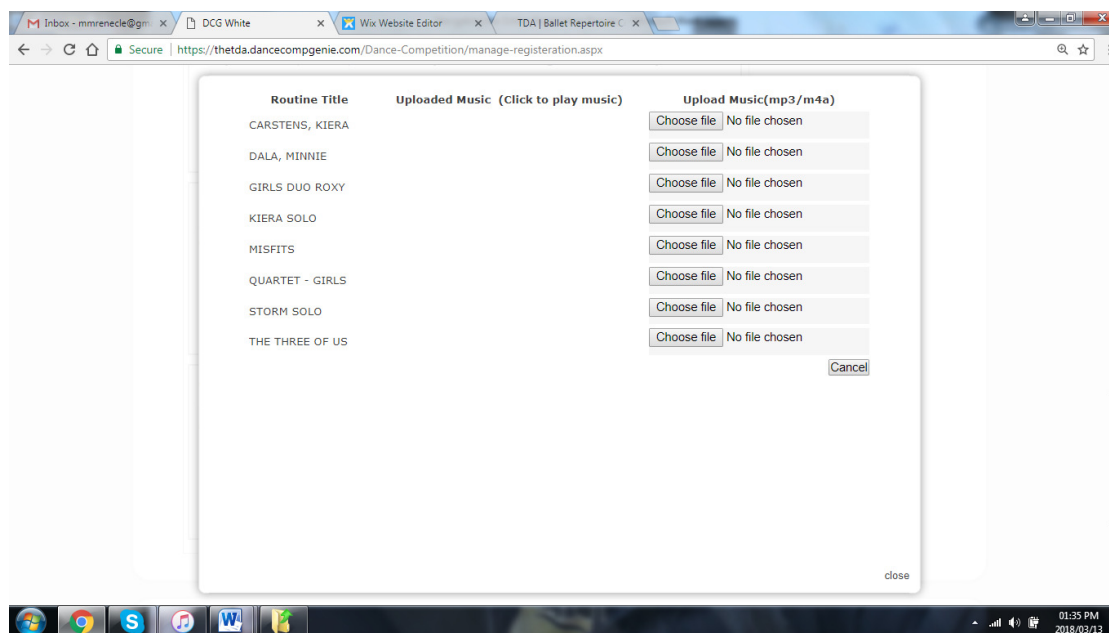 Inbox - mmrenecle@gm
DCG White
Wix Website Editor
TDA | Ballet Repertoire C
Secure | https://thetda.dancecompgenie.com/Dance-Competition/manage-registeration.aspx
Routine Title Uploaded Music (Click to play music) Upload Music(mp3/m4a)
CARSTENS, KIERA Choose file No file chosen
DALA, MINNIE Choose file No file chosen
GIRLS DUO ROXY Choose file No file chosen
KIERA SOLO Choose file No file chosen
MISFITS Choose file No file chosen
QUARTET - GIRLS Choose file No file chosen
STORM SOLO Choose file No file chosen
THE THREE OF US Choose file No file chosen
Cancel
close
01:35 PM
2018/03/13